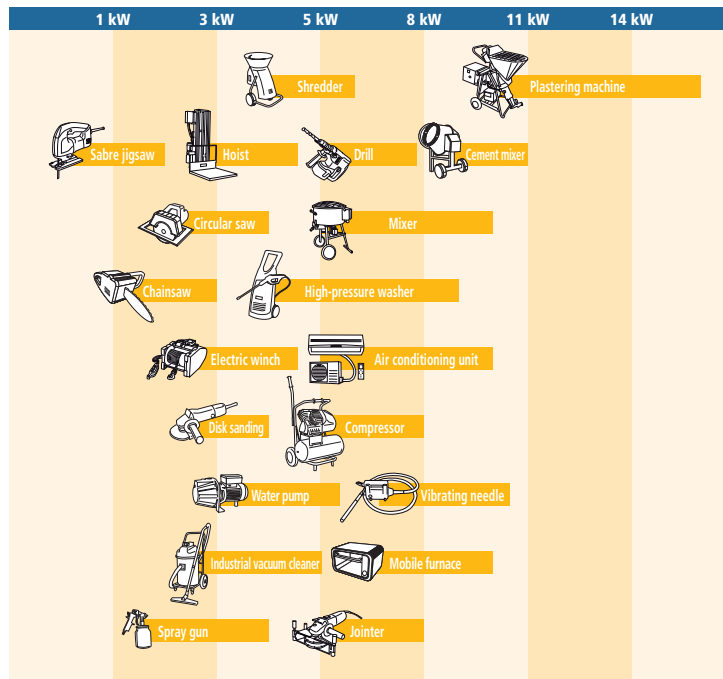 1 kW 3 kW 5 kW 8 kW 11 kW 14 kW
Shredder Plastering machine
Sabre jigsaw Hoist Drill Cement mixer
Circular saw Mixer
Chainsaw High-pressure washer
Electric winch Air conditioning unit
Disk sanding Compressor
Water pump Vibrating needle
Industrial vacuum cleaner Mobile furnace
Spray gun Jointer